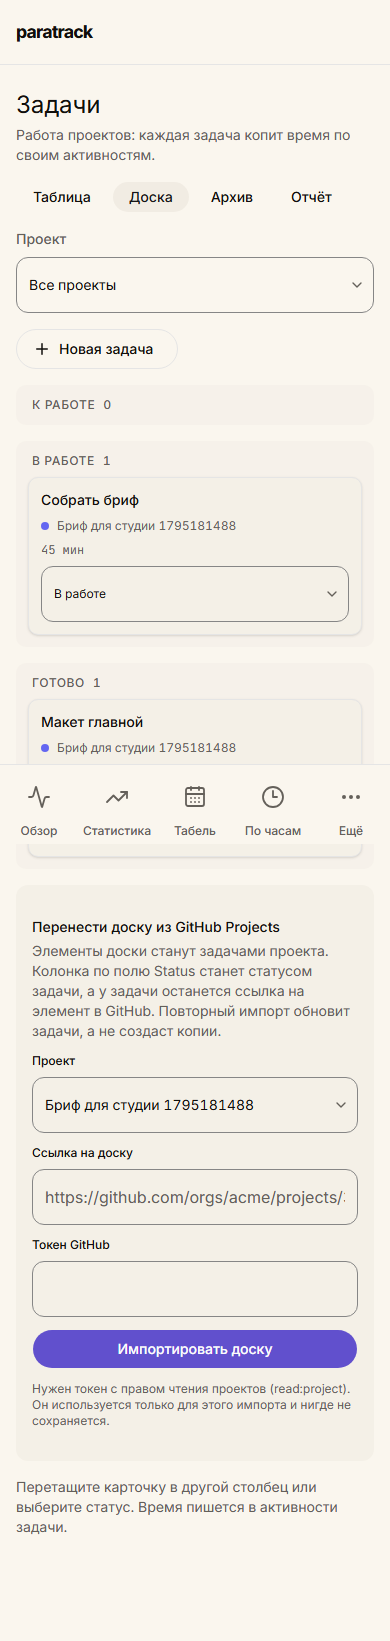 paratrack
Задачи
Работа проектов: каждая задача копит время по
своим активностям.
Таблица Доска Архив Отчёт
Проект
Все проекты
Новая задача
К РАБОТЕ 0
В РАБОТЕ 1
Собрать бриф
Бриф для студии 1795181488
45 мин
В работе
ГОТОВО 1
Макет главной
Бриф для студии 1795181488
Обзор Статистика Табель По часам Ещё
Перенести доску из GitHub Projects
Элементы доски станут задачами проекта.
Колонка по полю Status станет статусом
задачи, а у задачи останется ссылка на
элемент в GitHub. Повторный импорт обновит
задачи, а не создаст копии.
Проект
Бриф для студии 1795181488
Ссылка на доску
https://github.com/orgs/acme/projects/
Токен GitHub
Импортировать доску
Нужен токен с правом чтения проектов (read:project).
Он используется только для этого импорта и нигде не
сохраняется.
Перетащите карточку в другой столбец или
выберите статус. Время пишется в активности
задачи.